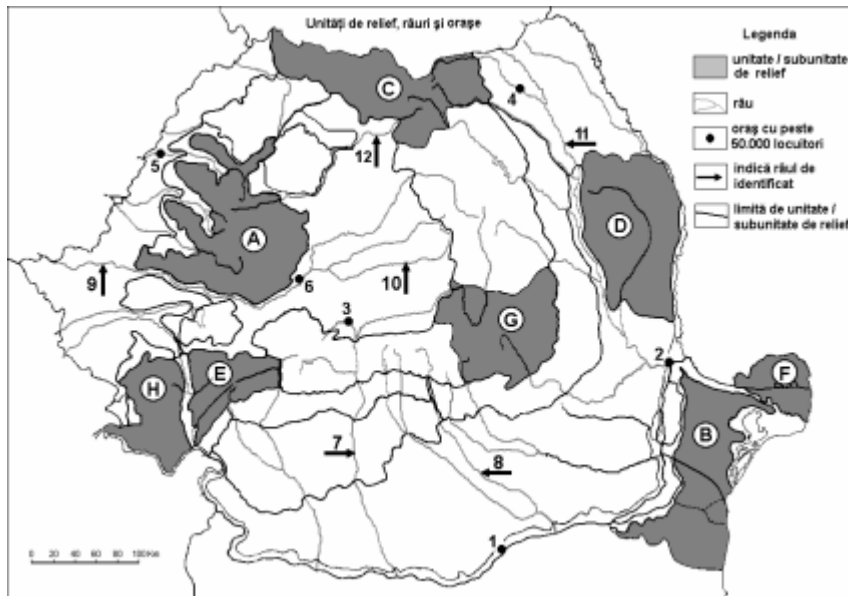 Unități de relief, râuri și orașe
Legenda
unitate / subunitate
de relief
râu
oraș cu peste
50.000 locuitori
indică râul de
identificat
limită de unitate /
subunitate de relief
C
4
11
5
12
D
A
9
6
10
3
G
2
E
H
F
B
7
8
1
0 20 40 60 80 100 Km